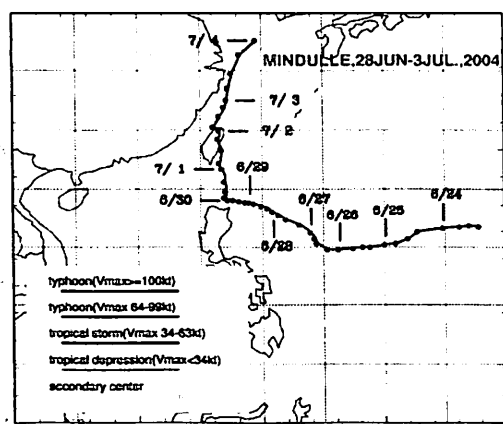 7/ 4
MINDULLE,28JUN-3JUL.,2004
7/ 3
7/ 2
7/ 1
6/29
6/30
6/28
6/27
6/26
6/25
6/24
typhoon(Vmax>=100kt)
typhoon(Vmax 64-99kt)
tropical storm(Vmax 34-63kt)
tropical depression(Vmax<34kt)
secondary center